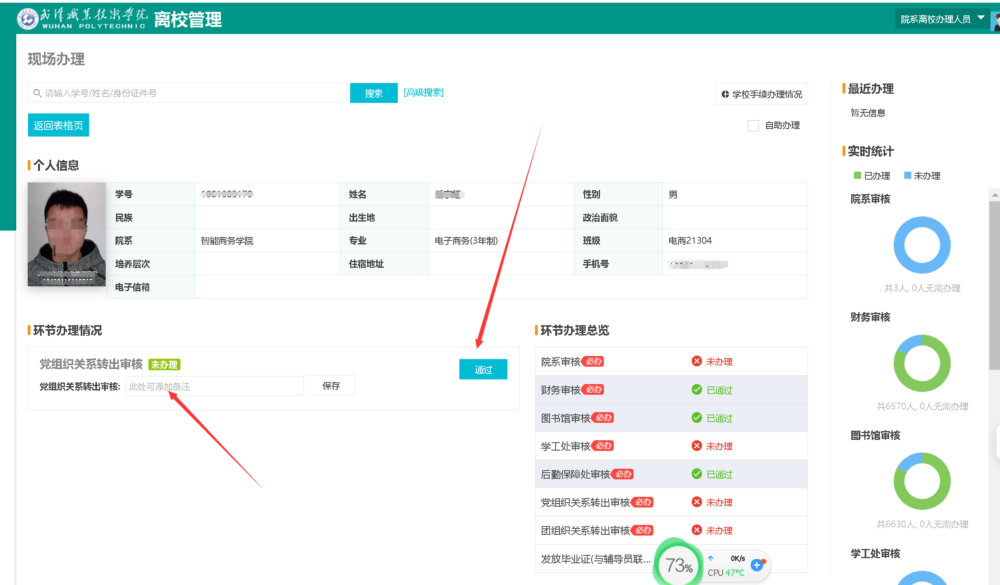 武汉职业技术学院
WUHAN POLYTECHNIC
离校管理
院系离校办理人员
现场办理
请输入学号/姓名/身份证件号
搜索
[高级搜索]
学校手续办理情况
返回表格页
自助办理
个人信息
学号
姓名
性别 男
民族 出生地 政治面貌
院系 智能商务学院 专业 电子商务(3年制) 班级 电商21304
培养层次 住宿地址 手机号
电子信箱
环节办理情况
党组织关系转出审核 未办理
通过
党组织关系转出审核: 此处可添加备注 保存
环节办理总览
院系审核 必办 未办理
财务审核 必办 已通过
图书馆审核 必办 已通过
学工处审核 必办 未办理
后勤保障处审核 必办 已通过
党组织关系转出审核 必办 未办理
团组织关系转出审核 必办 未办理
发放毕业证(与辅导员联...
73%
0K/s
CPU 47°C
最近办理
暂无信息
实时统计
已办理 未办理
院系审核
共3人, 0人无需办理
财务审核
共6570人, 0人无需办理
图书馆审核
共6630人, 0人无需办理
学工处审核